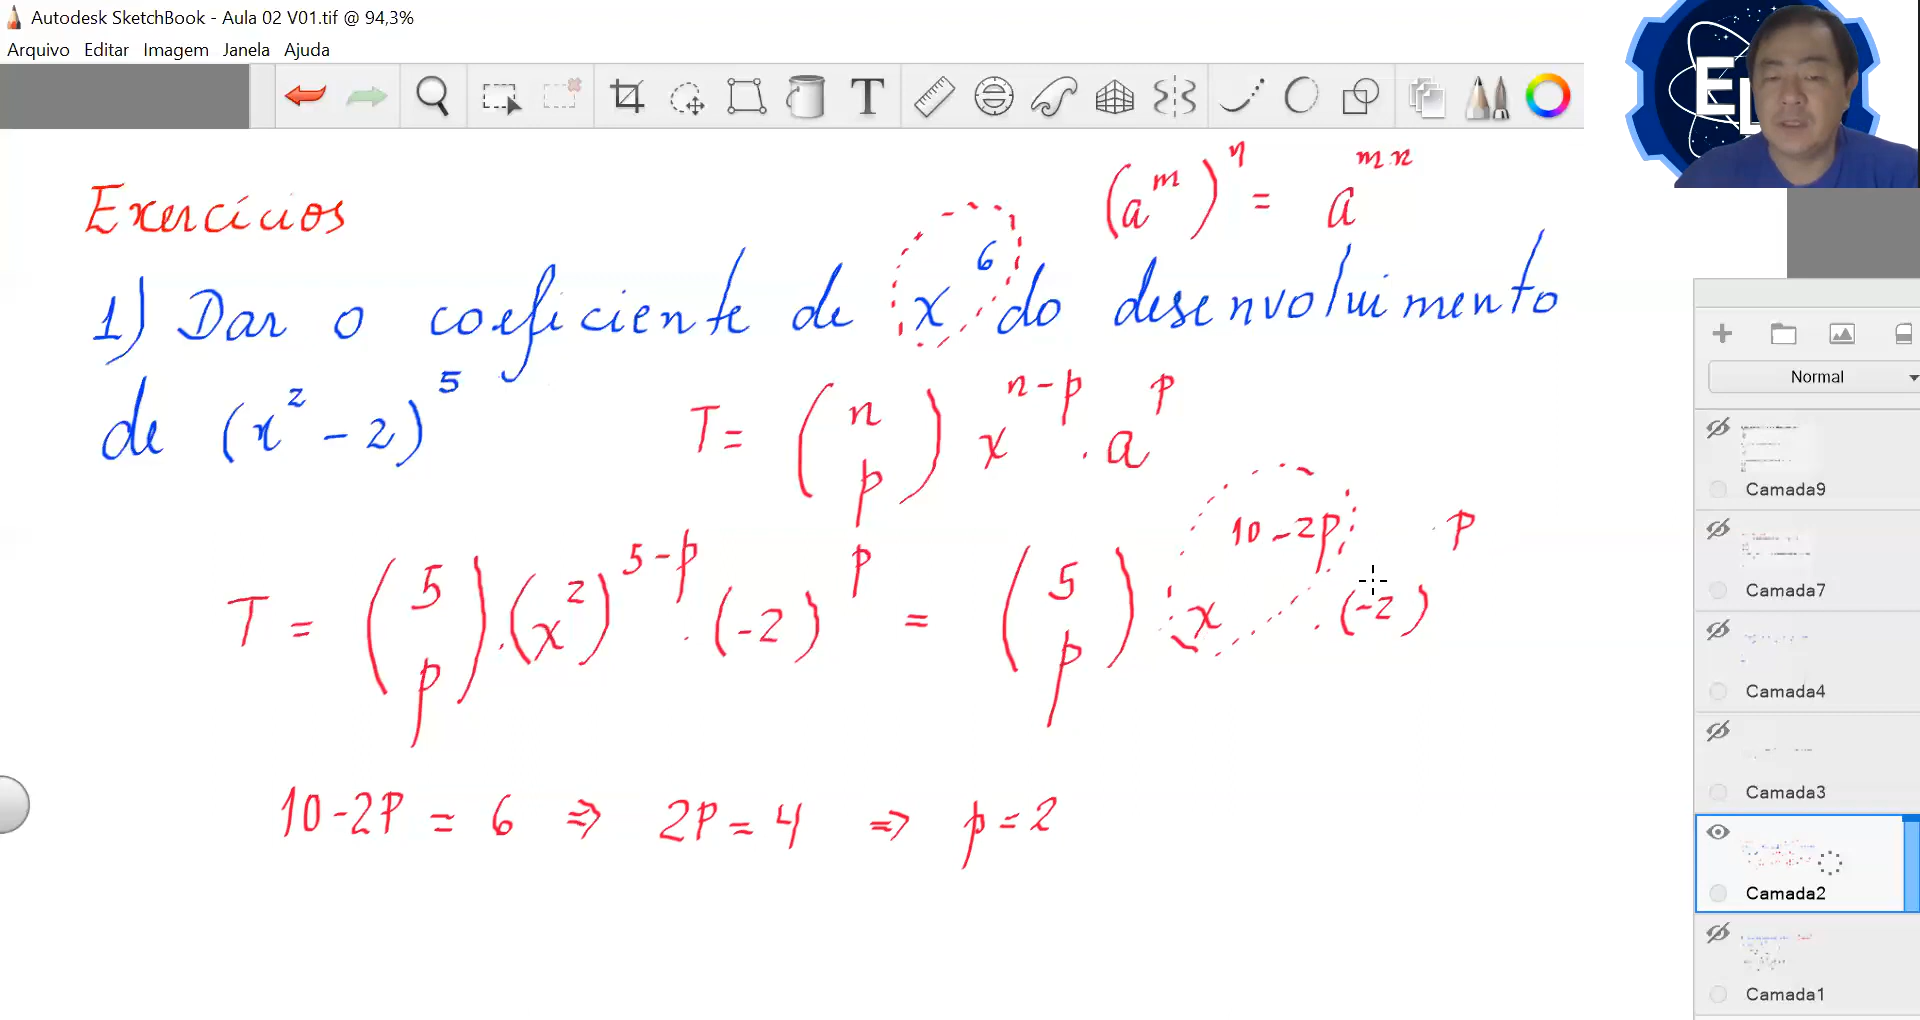 Autodesk SketchBook - Aula 02 V01.tif @ 94,3%
Arquivo Editar Imagem Janela Ajuda
T
E
(a^m)^n = a^mn
Exercícios
1) Dar o coeficiente de x^6 do desenvolvimento
de (x^2 - 2)^5
T = (n p) x^n-p . a^p
T = (5 p) . (x^2)^5-p . (-2)^p = (5 p) x^10-2p . (-2)^p
10-2P = 6 ⇒ 2P = 4 ⇒ p = 2
Normal
Camada9
Camada7
Camada4
Camada3
Camada2
Camada1